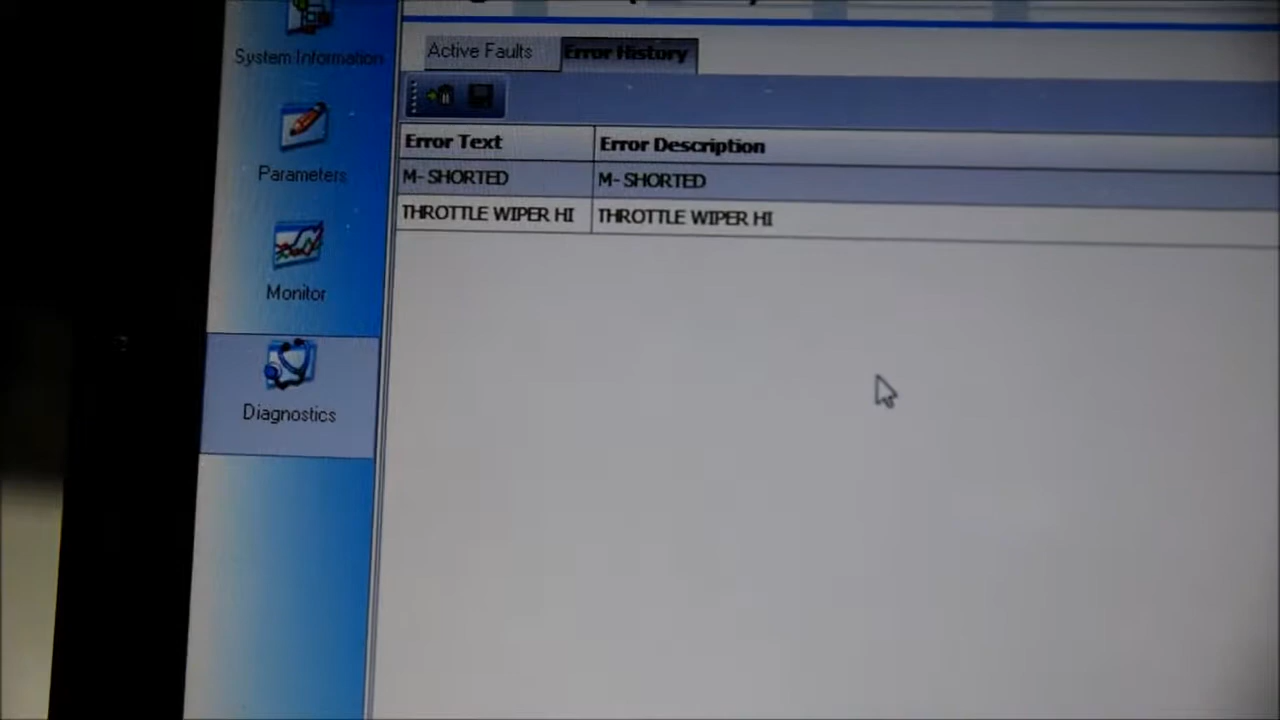 System Information
Parameters
Monitor
Diagnostics
Active Faults Error History
Error Text Error Description
M- SHORTED M- SHORTED
THROTTLE WIPER HI THROTTLE WIPER HI